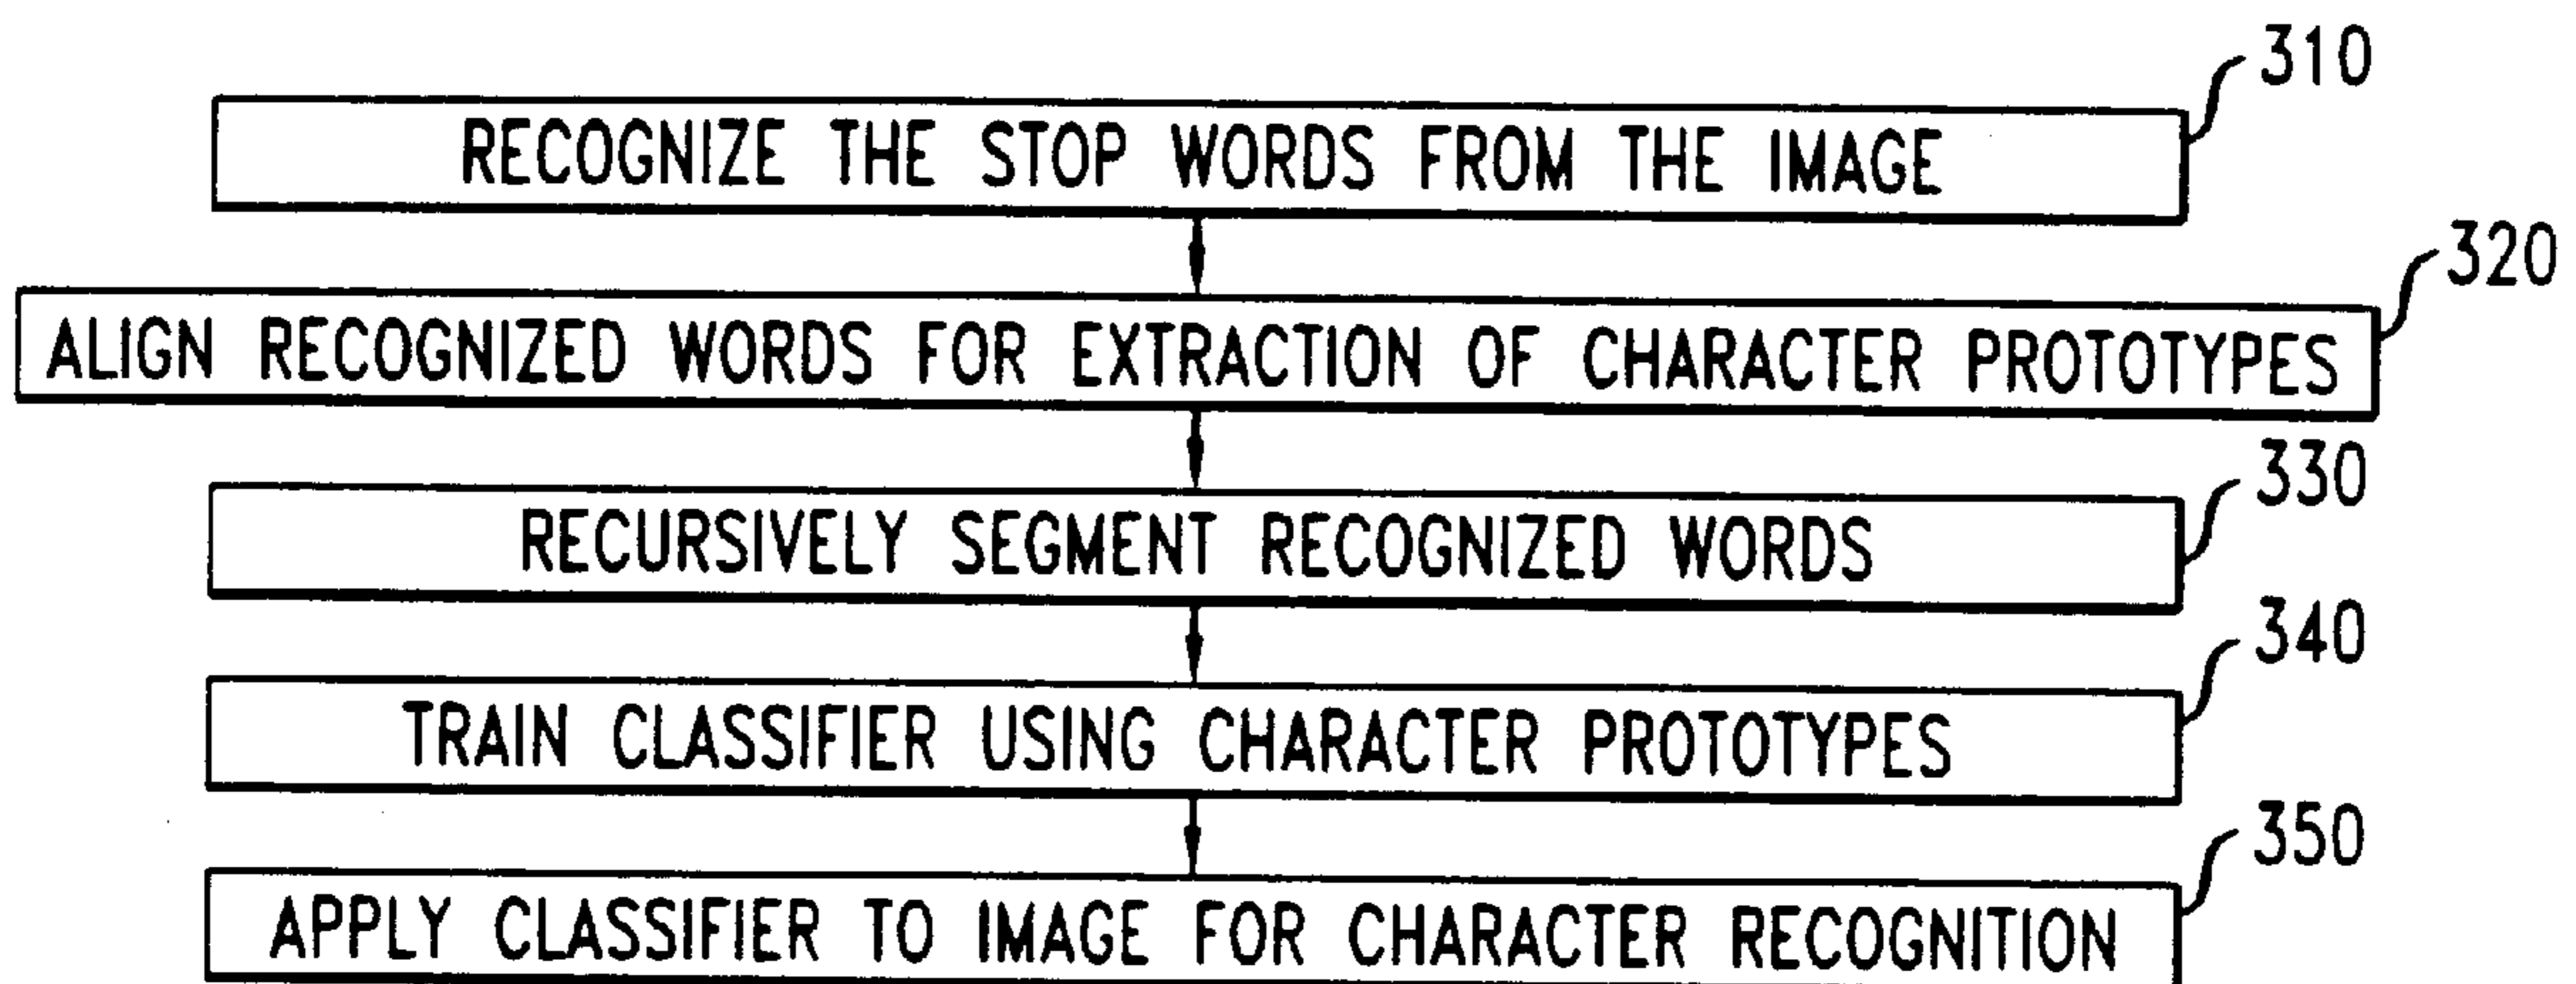 310
RECOGNIZE THE STOP WORDS FROM THE IMAGE
320
ALIGN RECOGNIZED WORDS FOR EXTRACTION OF CHARACTER PROTOTYPES
330
RECURSIVELY SEGMENT RECOGNIZED WORDS
340
TRAIN CLASSIFIER USING CHARACTER PROTOTYPES
350
APPLY CLASSIFIER TO IMAGE FOR CHARACTER RECOGNITION